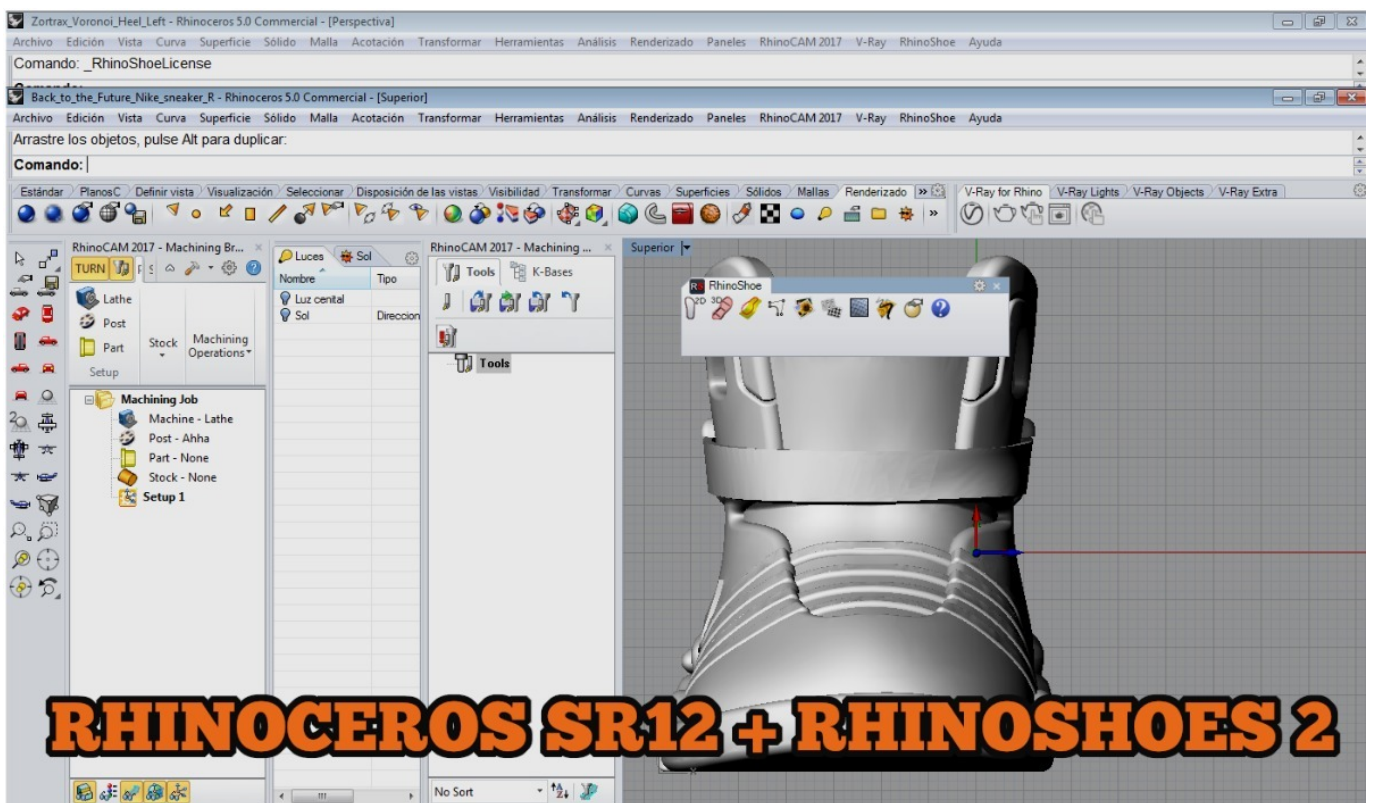 Zortrax_Voronoi_Heel_Left - Rhinoceros 5.0 Commercial - [Perspectiva]
Archivo Edición Vista Curva Superficie Sólido Malla Acotación Transformar Herramientas Análisis Renderizado Paneles RhinoCAM 2017 V-Ray RhinoShoe Ayuda
Comando: _RhinoShoeLicense
Back_to_the_Future_Nike_sneaker_R - Rhinoceros 5.0 Commercial - [Superior]
Archivo Edición Vista Curva Superficie Sólido Malla Acotación Transformar Herramientas Análisis Renderizado Paneles RhinoCAM 2017 V-Ray RhinoShoe Ayuda
Arrastre los objetos, pulse Alt para duplicar:
Comando:
Estándar PlanosC Definir vista Visualización Seleccionar Disposición de las vistas Visibilidad Transformar Curvas Superficies Sólidos Mallas Renderizado V-Ray for Rhino V-Ray Lights V-Ray Objects V-Ray Extra
RhinoCAM 2017 - Machining Br...
TURN
Lathe
Post
Part
Stock
Machining
Operations
Setup
Machining Job
Machine - Lathe
Post - Ahha
Part - None
Stock - None
Setup 1
Luces Sol
Nombre Tipo
Luz cenital
Sol Direccion
RhinoCAM 2017 - Machining ...
Tools K-Bases
Tools
No Sort
Superior
RS RhinoShoe
2D 3D
RHINOCEROS SR12 + RHINOSHOES 2